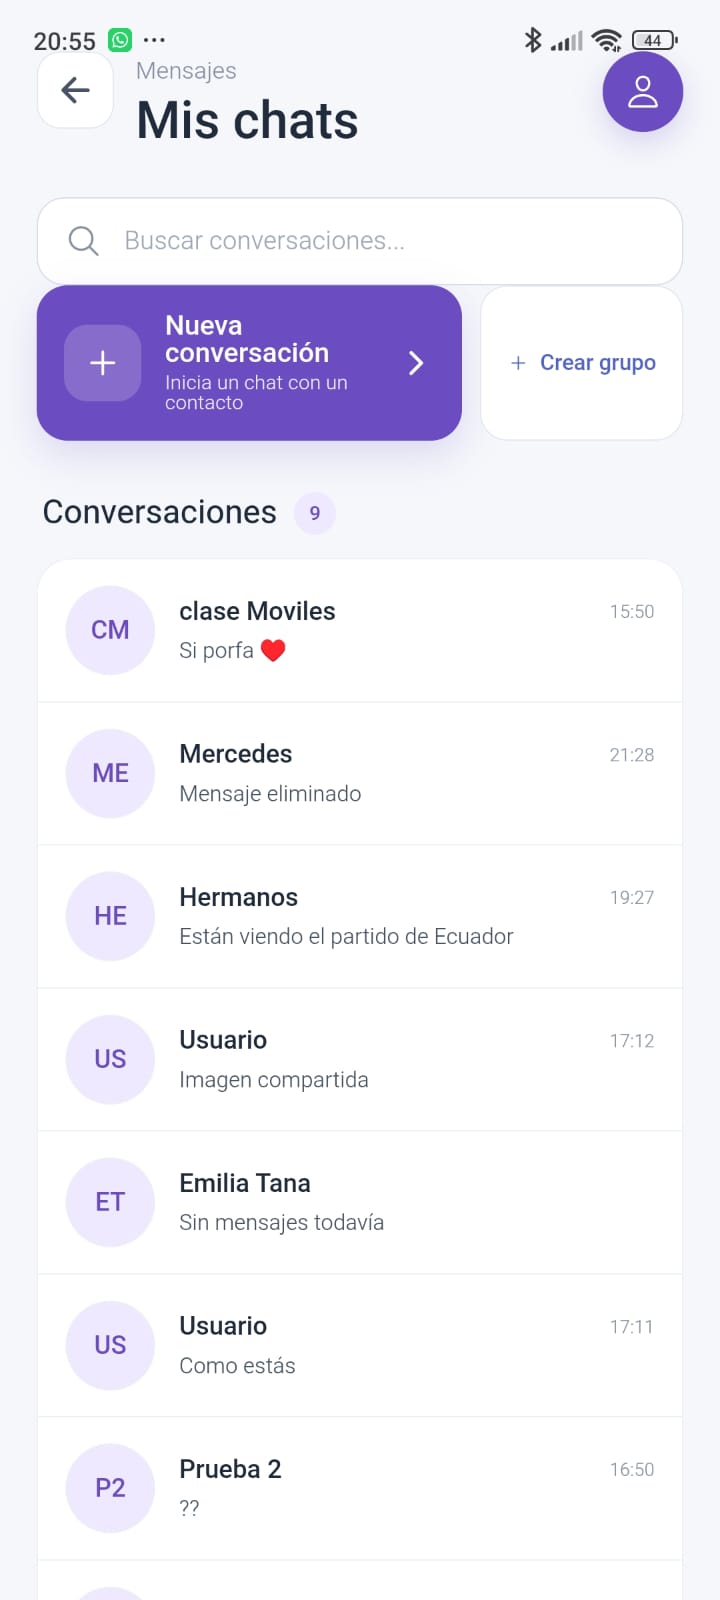 20:55
44
Mensajes
Mis chats
Buscar conversaciones...
Nueva
conversación
Inicia un chat con un
contacto
+ Crear grupo
Conversaciones 9
CM
clase Moviles 15:50
Si porfa ❤️
ME
Mercedes 21:28
Mensaje eliminado
HE
Hermanos 19:27
Están viendo el partido de Ecuador
US
Usuario 17:12
Imagen compartida
ET
Emilia Tana
Sin mensajes todavía
US
Usuario 17:11
Como estás
P2
Prueba 2 16:50
??